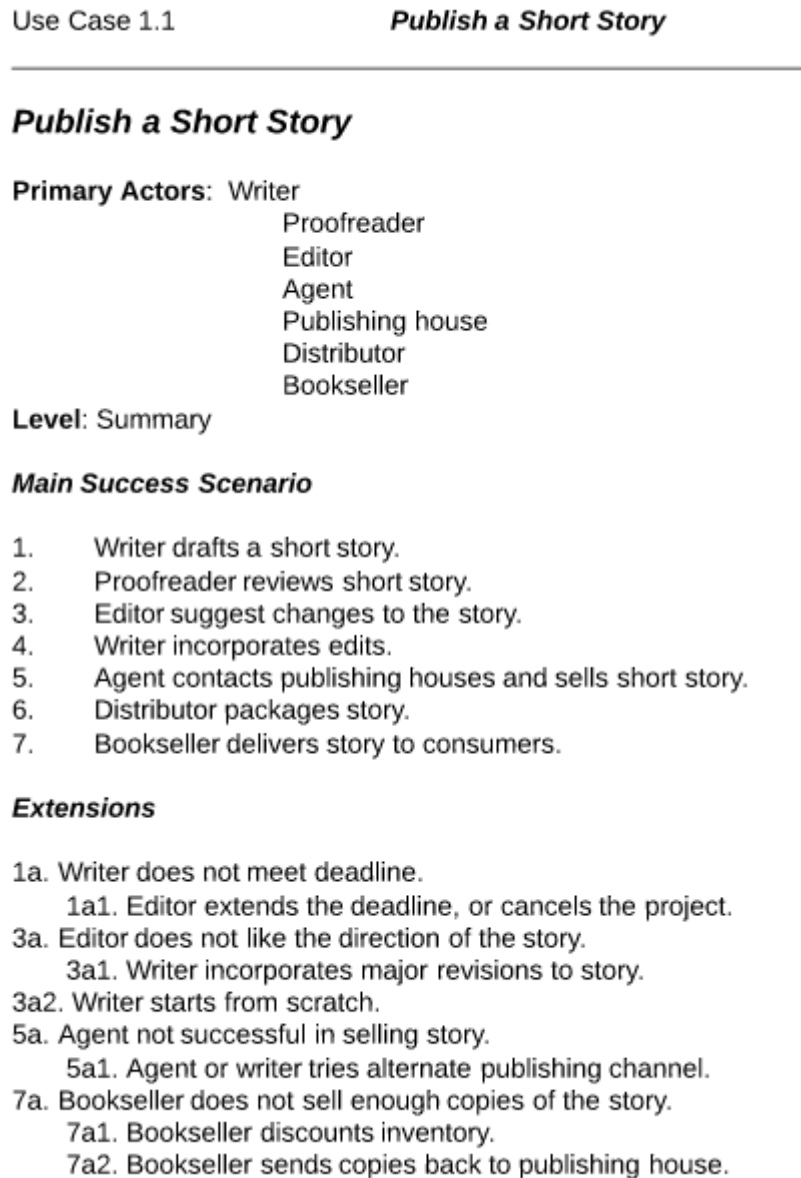 Use Case 1.1 Publish a Short Story
Publish a Short Story
Primary Actors: Writer
Proofreader
Editor
Agent
Publishing house
Distributor
Bookseller
Level: Summary
Main Success Scenario
1. Writer drafts a short story.
2. Proofreader reviews short story.
3. Editor suggest changes to the story.
4. Writer incorporates edits.
5. Agent contacts publishing houses and sells short story.
6. Distributor packages story.
7. Bookseller delivers story to consumers.
Extensions
1a. Writer does not meet deadline.
1a1. Editor extends the deadline, or cancels the project.
3a. Editor does not like the direction of the story.
3a1. Writer incorporates major revisions to story.
3a2. Writer starts from scratch.
5a. Agent not successful in selling story.
5a1. Agent or writer tries alternate publishing channel.
7a. Bookseller does not sell enough copies of the story.
7a1. Bookseller discounts inventory.
7a2. Bookseller sends copies back to publishing house.